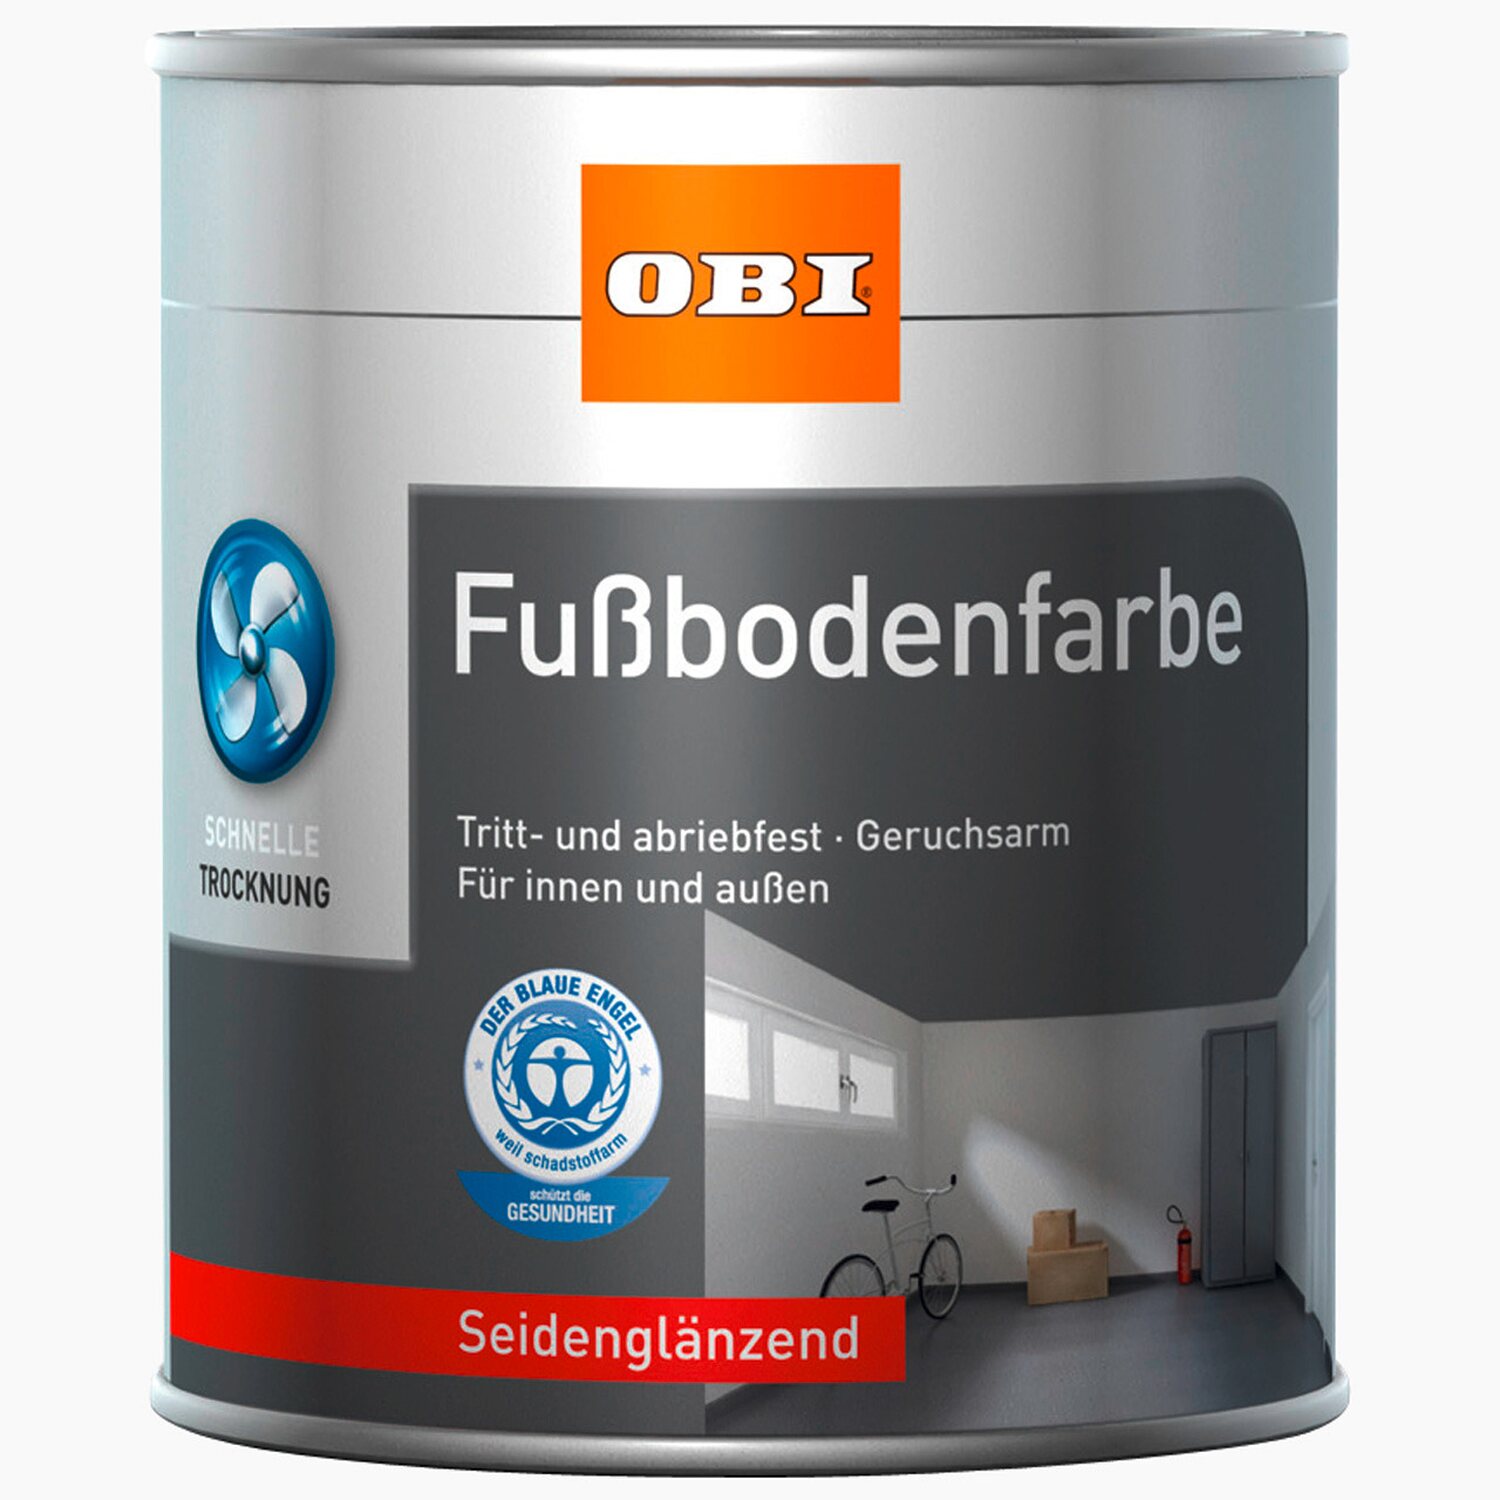 OBI®
Fußbodenfarbe
SCHNELLE
TROCKNUNG
Tritt- und abriebfest · Geruchsarm
Für innen und außen
DER BLAUE ENGEL
weil schadstoffarm
schützt die
GESUNDHEIT
Seidenglänzend